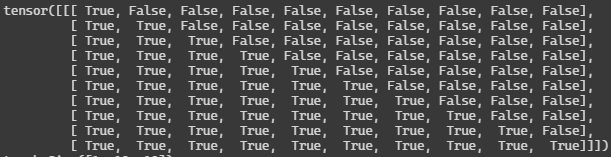 tensor([[[ True, False, False, False, False, False, False, False, False, False],
[ True, True, False, False, False, False, False, False, False, False],
[ True, True, True, False, False, False, False, False, False, False],
[ True, True, True, True, False, False, False, False, False, False],
[ True, True, True, True, True, False, False, False, False, False],
[ True, True, True, True, True, True, False, False, False, False],
[ True, True, True, True, True, True, True, False, False, False],
[ True, True, True, True, True, True, True, True, False, False],
[ True, True, True, True, True, True, True, True, True, False],
[ True, True, True, True, True, True, True, True, True, True]]])